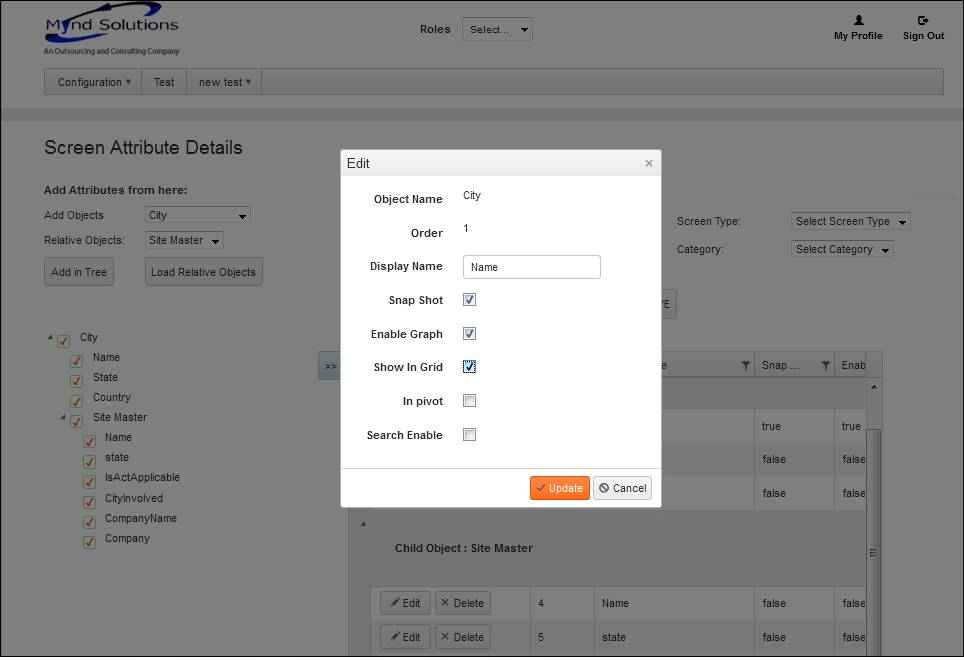 Mynd Solutions
An Outsourcing and Consulting Company
Roles Select...
My Profile Sign Out
Configuration Test new test
Screen Attribute Details
Add Attributes from here:
Add Objects City
Relative Objects: Site Master
Add in Tree Load Relative Objects
Screen Type: Select Screen Type
Category: Select Category
City
Name
State
Country
Site Master
Name
state
IsActApplicable
CityInvolved
CompanyName
Company
>>
Edit ×
Object Name City
Order 1
Display Name Name
Snap Shot
Enable Graph
Show In Grid
In pivot
Search Enable
Update Cancel
Snap ... Enab
true true
false false
false false
Child Object : Site Master
Edit Delete 4 Name false false
Edit Delete 5 state false false